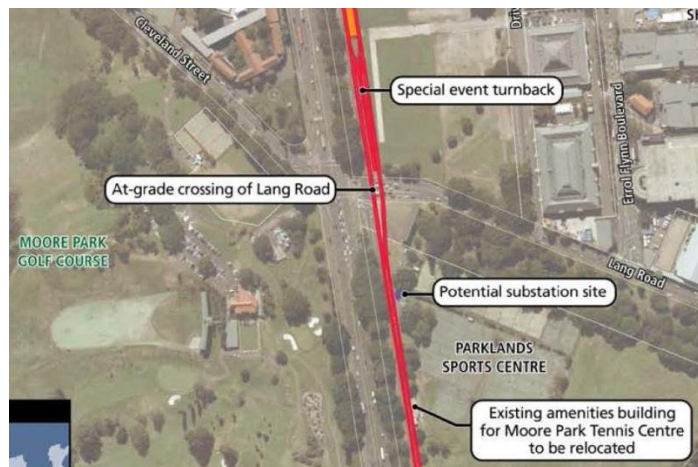 Cleveland Street
Driv
S
Special event turnback
Errol Flynn Boulevard
At-grade crossing of Lang Road
MOORE PARK
GOLF COURSE
Lang Road
Potential substation site
PARKLANDS
SPORTS CENTRE
Existing amenities building
for Moore Park Tennis Centre
to be relocated